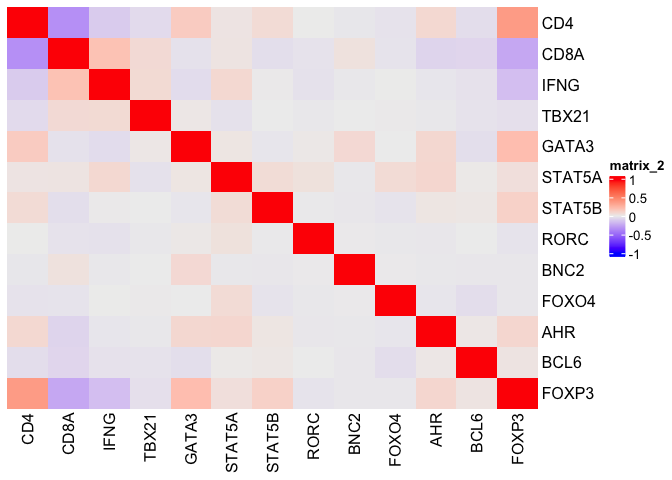 CD4
CD8A
IFNG
TBX21
GATA3
STAT5A
STAT5B
RORC
BNC2
FOXO4
AHR
BCL6
FOXP3
matrix_2
1
0.5
0
-0.5
-1
CD4
CD8A
IFNG
TBX21
GATA3
STAT5A
STAT5B
RORC
BNC2
FOXO4
AHR
BCL6
FOXP3